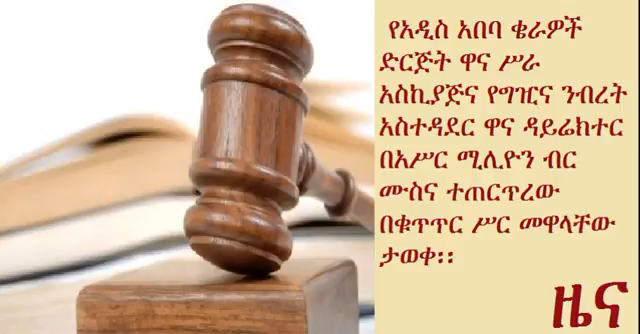 የአዲስ አበባ ቄራዎች
ድርጅት ዋና ሥራ
አስኪያጅና የግዢና ንብረት
አስተዳደር ዋና ዳይሬክተር
በአሥር ሚሊዮን ብር
ሙስና ተጠርጥረው
በቁጥጥር ሥር መዋላቸው
ታወቀ፡፡
ዜና